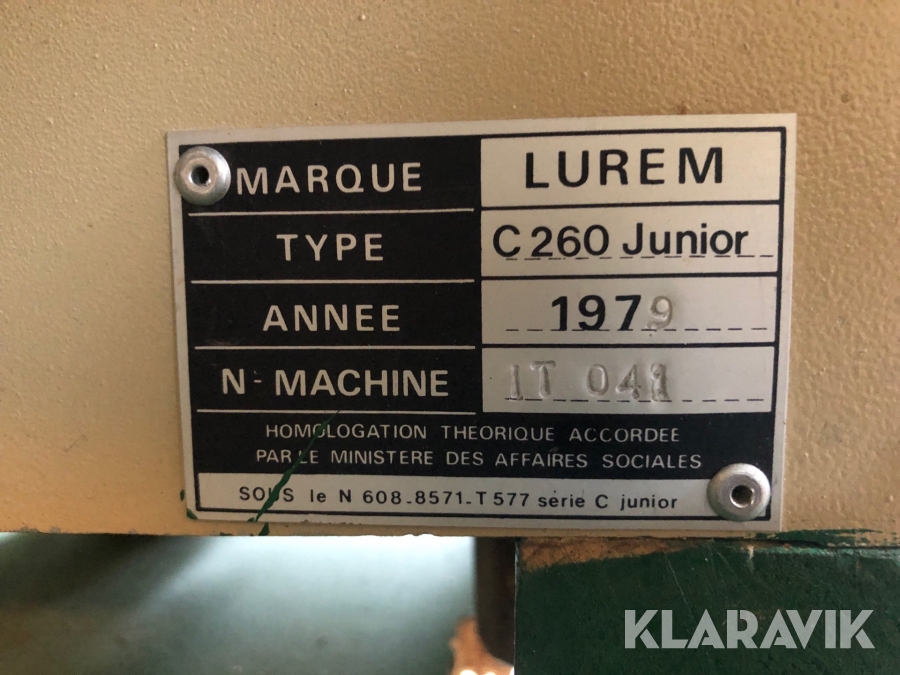 MARQUE LUREM
TYPE C 260 Junior
ANNEE 1979
N- MACHINE 1T 041
HOMOLOGATION THEORIQUE ACCORDEE
PAR LE MINISTERE DES AFFAIRES SOCIALES
SOUS le N 608-8571-T577 série C junior
KLARAVIK